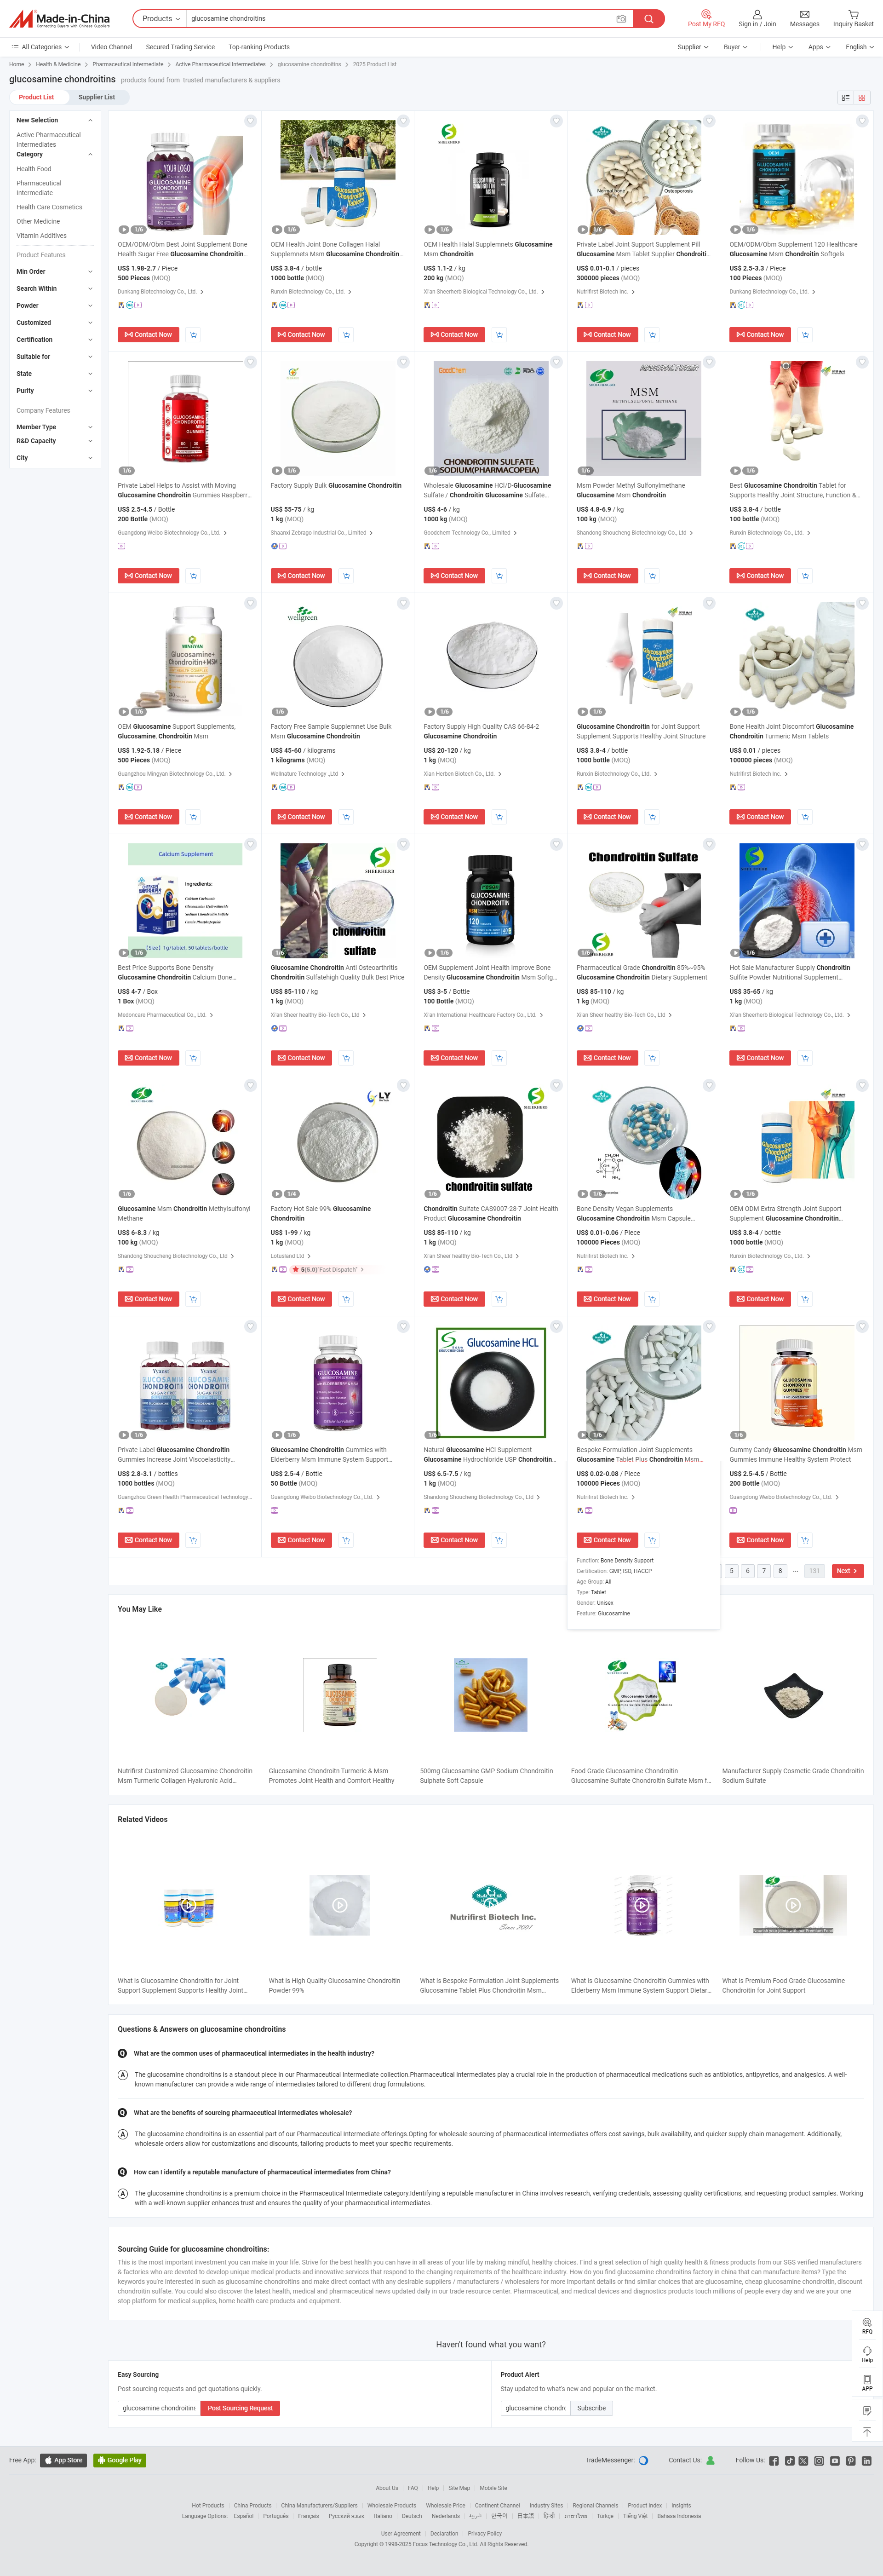 Made-in-China
Connecting Buyers with Chinese Suppliers
Products
glucosamine chondroitins
Post My RFQ
Sign in / Join
Messages
Inquiry Basket
All Categories
Video Channel
Secured Trading Service
Top-ranking Products
Supplier
Buyer
Help
Apps
English
Home
Health & Medicine
Pharmaceutical Intermediate
Active Pharmaceutical Intermediates
glucosamine chondroitins
2025 Product List
glucosamine chondroitins products found from trusted manufacturers & suppliers
Product List
Supplier List
New Selection
Active Pharmaceutical
Intermediates
Category
Health Food
Pharmaceutical
Intermediate
Health Care Cosmetics
Other Medicine
Vitamin Additives
Product Features
Min Order
Search Within
Powder
Customized
Certification
Suitable for
State
Purity
Company Features
Member Type
R&D Capacity
City
OEM/ODM/Obm Best Joint Supplement Bone
Health Sugar Free Glucosamine Chondroitin...
US$ 1.98-2.7 / Piece
500 Pieces (MOQ)
Dunkang Biotechnology Co., Ltd.
Contact Now
OEM Health Joint Bone Collagen Halal
Supplemnets Msm Glucosamine Chondroitin...
US$ 3.8-4 / bottle
1000 bottle (MOQ)
Runxin Biotechnology Co., Ltd.
Contact Now
OEM Health Halal Supplemnets Glucosamine
Msm Chondroitin
US$ 1.1-2 / kg
200 kg (MOQ)
Xi'an Sheerherb Biological Technology Co., Ltd.
Contact Now
Private Label Joint Support Supplement Pill
Glucosamine Msm Tablet Supplier Chondroiti...
US$ 0.01-0.1 / pieces
300000 pieces (MOQ)
Nutrifirst Biotech Inc.
Contact Now
OEM/ODM/Obm Supplement 120 Healthcare
Glucosamine Msm Chondroitin Softgels
US$ 2.5-3.3 / Piece
100 Pieces (MOQ)
Dunkang Biotechnology Co., Ltd.
Contact Now
Private Label Helps to Assist with Moving
Glucosamine Chondroitin Gummies Raspberr...
US$ 2.5-4.5 / Bottle
200 Bottle (MOQ)
Guangdong Weibo Biotechnology Co., Ltd.
Contact Now
Factory Supply Bulk Glucosamine Chondroitin
US$ 55-75 / kg
1 kg (MOQ)
Shaanxi Zebrago Industrial Co., Limited
Contact Now
CHONDROITIN SULFATE
SODIUM(PHARMACOPEIA)
Wholesale Glucosamine HCl/D-Glucosamine
Sulfate / Chondroitin Glucosamine Sulfate...
US$ 4-6 / kg
1000 kg (MOQ)
Goodchem Technology Co., Limited
Contact Now
MANUFACTURER
MSM
METHYLSULFONYL METHANE
Msm Powder Methyl Sulfonylmethane
Glucosamine Msm Chondroitin
US$ 4.8-6.9 / kg
100 kg (MOQ)
Shandong Shoucheng Biotechnology Co., Ltd
Contact Now
Best Glucosamine Chondroitin Tablet for
Supports Healthy Joint Structure, Function &...
US$ 3.8-4 / bottle
100 bottle (MOQ)
Runxin Biotechnology Co., Ltd.
Contact Now
OEM Glucosamine Support Supplements,
Glucosamine, Chondroitin Msm
US$ 1.92-5.18 / Piece
500 Pieces (MOQ)
Guangzhou Mingyan Biotechnology Co., Ltd.
Contact Now
wellgreen
Factory Free Sample Supplemnet Use Bulk
Msm Glucosamine Chondroitin
US$ 45-60 / kilograms
1 kilograms (MOQ)
Wellnature Technology .,Ltd
Contact Now
Factory Supply High Quality CAS 66-84-2
Glucosamine Chondroitin
US$ 20-120 / kg
1 kg (MOQ)
Xian Herben Biotech Co., Ltd.
Contact Now
Glucosamine Chondroitin for Joint Support
Supplement Supports Healthy Joint Structure
US$ 3.8-4 / bottle
1000 bottle (MOQ)
Runxin Biotechnology Co., Ltd.
Contact Now
Bone Health Joint Discomfort Glucosamine
Chondroitin Turmeric Msm Tablets
US$ 0.01 / pieces
100000 pieces (MOQ)
Nutrifirst Biotech Inc.
Contact Now
Calcium Supplement
Ingredients:
Calcium Carbonate
Glucosamine Hydrochloride
Sodium Chondroitin Sulfate
Casein Phosphopeptide
【Size】1g/tablet, 50 tablets/bottle
Best Price Supports Bone Density
Glucosamine Chondroitin Calcium Bone...
US$ 4-7 / Box
1 Box (MOQ)
Medoncare Pharmaceutical Co., Ltd.
Contact Now
SHEERHERB
chondroitin
sulfate
Glucosamine Chondroitin Anti Osteoarthritis
Chondroitin Sulfatehigh Quality Bulk Best Price
US$ 85-110 / kg
1 kg (MOQ)
Xi'an Sheer healthy Bio-Tech Co., Ltd
Contact Now
OEM Supplement Joint Health Improve Bone
Density Glucosamine Chondroitin Msm Softg...
US$ 3-5 / Bottle
100 Bottle (MOQ)
Xi'an International Healthcare Factory Co., Ltd.
Contact Now
Chondroitin Sulfate
SHEERHERB
Pharmaceutical Grade Chondroitin 85%~95%
Glucosamine Chondroitin Dietary Supplement
US$ 85-110 / kg
1 kg (MOQ)
Xi'an Sheer healthy Bio-Tech Co., Ltd
Contact Now
SHEERHERB
Hot Sale Manufacturer Supply Chondroitin
Sulfite Powder Nutritional Supplement...
US$ 35-65 / kg
1 kg (MOQ)
Xi'an Sheerherb Biological Technology Co., Ltd.
Contact Now
Glucosamine Msm Chondroitin Methylsulfonyl
Methane
US$ 6-8.3 / kg
100 kg (MOQ)
Shandong Shoucheng Biotechnology Co., Ltd
Contact Now
LY
Factory Hot Sale 99% Glucosamine
Chondroitin
US$ 1-99 / kg
1 kg (MOQ)
Lotusland Ltd
5(5.0)"Fast Dispatch"
Contact Now
SHEERHERB
chondroitin sulfate
Chondroitin Sulfate CAS9007-28-7 Joint Health
Product Glucosamine Chondroitin
US$ 85-110 / kg
1 kg (MOQ)
Xi'an Sheer healthy Bio-Tech Co., Ltd
Contact Now
Bone Density Vegan Supplements
Glucosamine Chondroitin Msm Capsule...
US$ 0.01-0.06 / Piece
100000 Pieces (MOQ)
Nutrifirst Biotech Inc.
Contact Now
OEM ODM Extra Strength Joint Support
Supplement Glucosamine Chondroitin...
US$ 3.8-4 / bottle
1000 bottle (MOQ)
Runxin Biotechnology Co., Ltd.
Contact Now
Private Label Glucosamine Chondroitin
Gummies Increase Joint Viscoelasticity...
US$ 2.8-3.1 / bottles
1000 bottles (MOQ)
Guangzhou Green Health Pharmaceutical Technology...
Contact Now
Glucosamine Chondroitin Gummies with
Elderberry Msm Immune System Support...
US$ 2.5-4 / Bottle
50 Bottle (MOQ)
Guangdong Weibo Biotechnology Co., Ltd.
Contact Now
Glucosamine HCL
Natural Glucosamine HCl Supplement
Glucosamine Hydrochloride USP Chondroitin...
US$ 6.5-7.5 / kg
1 kg (MOQ)
Shandong Shoucheng Biotechnology Co., Ltd.
Contact Now
Bespoke Formulation Joint Supplements
Glucosamine Tablet Plus Chondroitin Msm...
US$ 0.02-0.08 / Piece
100000 Pieces (MOQ)
Nutrifirst Biotech Inc.
Contact Now
Function: Bone Density Support
Certification: GMP, ISO, HACCP
Age Group: All
Type: Tablet
Gender: Unisex
Feature: Glucosamine
Gummy Candy Glucosamine Chondroitin Msm
Gummies Immune Healthy System Protect
US$ 2.5-4.5 / Bottle
200 Bottle (MOQ)
Guangdong Weibo Biotechnology Co., Ltd.
Contact Now
5 6 7 8 ... 131 Next
You May Like
Nutrifirst Customized Glucosamine Chondroitin
Msm Turmeric Collagen Hyaluronic Acid...
Glucosamine Chondroitn Turmeric & Msm
Promotes Joint Health and Comfort Healthy
500mg Glucosamine GMP Sodium Chondroitin
Sulphate Soft Capsule
Food Grade Glucosamine Chondroitin
Glucosamine Sulfate Chondroitin Sulfate Msm f...
Manufacturer Supply Cosmetic Grade Chondroitin
Sodium Sulfate
Related Videos
Nutrifirst Biotech Inc.
Since 2001
What is Glucosamine Chondroitin for Joint
Support Supplement Supports Healthy Joint...
What is High Quality Glucosamine Chondroitin
Powder 99%
What is Bespoke Formulation Joint Supplements
Glucosamine Tablet Plus Chondroitin Msm...
What is Glucosamine Chondroitin Gummies with
Elderberry Msm Immune System Support Dietar...
What is Premium Food Grade Glucosamine
Chondroitin for Joint Support
Questions & Answers on glucosamine chondroitins
Q What are the common uses of pharmaceutical intermediates in the health industry?
A The glucosamine chondroitins is a standout piece in our Pharmaceutical Intermediate collection.Pharmaceutical intermediates play a crucial role in the production of pharmaceutical medications such as antibiotics, antipyretics, and analgesics. A well-
known manufacturer can provide a wide range of intermediates tailored to different drug formulations.
Q What are the benefits of sourcing pharmaceutical intermediates wholesale?
A The glucosamine chondroitins is an essential part of our Pharmaceutical Intermediate offerings.Opting for wholesale sourcing of pharmaceutical intermediates offers cost savings, bulk availability, and quicker supply chain management. Additionally,
wholesale orders allow for customizations and discounts, tailoring products to meet your specific requirements.
Q How can I identify a reputable manufacture of pharmaceutical intermediates from China?
A The glucosamine chondroitins is a premium choice in the Pharmaceutical Intermediate category.Identifying a reputable manufacturer in China involves research, verifying credentials, assessing quality certifications, and requesting product samples. Working
with a well-known supplier enhances trust and ensures the quality of your pharmaceutical intermediates.
Sourcing Guide for glucosamine chondroitins:
This is the most important investment you can make in your life. Strive for the best health you can have in all areas of your life by making mindful, healthy choices. Find a great selection of high quality health & fitness products from our SGS verified manufacturers
& factories who are devoted to develop unique medical products and innovative services that respond to the changing requirements of the healthcare industry. How do you find glucosamine chondroitins factory in china that can manufacture items? Type the
keywords you're interested in such as glucosamine chondroitins and make direct contact with any desirable suppliers / manufacturers / wholesalers for more important details or find similar choices that are glucosamine, cheap glucosamine chondroitin, discount
chondroitin sulfate. You could also discover the latest health, medical and pharmaceutical news updated daily in our trade resource center. Pharmaceutical, and medical devices and diagnostics products touch millions of people every day and we are your one stop
platform for medical supplies, home health care products and equipment.
Haven't found what you want?
Easy Sourcing
Post sourcing requests and get quotations quickly.
glucosamine chondroitins
Post Sourcing Request
Product Alert
Stay updated to what's new and popular on the market.
glucosamine chondro
Subscribe
RFQ
Help
APP
Free App:
App Store
Google Play
TradeMessenger:
Contact Us:
Follow Us:
About Us
FAQ
Help
Site Map
Mobile Site
Hot Products
China Products
China Manufacturers/Suppliers
Wholesale Products
Wholesale Price
Continent Channel
Industry Sites
Regional Channels
Product Index
Insights
Language Options:
Español
Português
Français
Русский язык
Italiano
Deutsch
Nederlands
العربية
한국어
日本語
हिन्दी
ภาษาไทย
Türkçe
Tiếng Việt
Bahasa Indonesia
User Agreement
Declaration
Privacy Policy
Copyright © 1998-2025 Focus Technology Co., Ltd. All Rights Reserved.